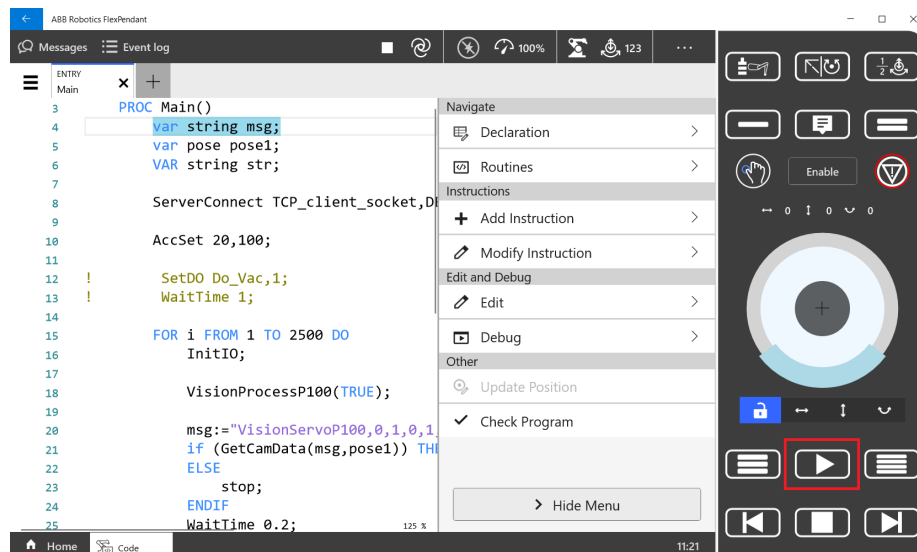 ABB Robotics FlexPendant
Messages Event log 100% 123 ...
1/2
ENTRY
Main
3 PROC Main()
4 var string msg;
5 var pose pose1;
6 VAR string str;
7
8 ServerConnect TCP_client_socket,
9
10 AccSet 20,100;
11
12 ! SetDO Do_Vac,1;
13 ! WaitTime 1;
14
15 FOR i FROM 1 TO 2500 DO
16 InitIO;
17
18 VisionProcessP100(TRUE);
19
20 msg:="VisionServoP100,0,1,0,1,
21 if (GetCamData(msg,pose1)) THE
22 ELSE
23 stop;
24 ENDIF
25 WaitTime 0.2;
125 %
Navigate
Declaration
Routines
Instructions
Add Instruction
Modify Instruction
Edit and Debug
Edit
Debug
Other
Update Position
Check Program
Hide Menu
Enable
0 0 0
Home Code 11:21